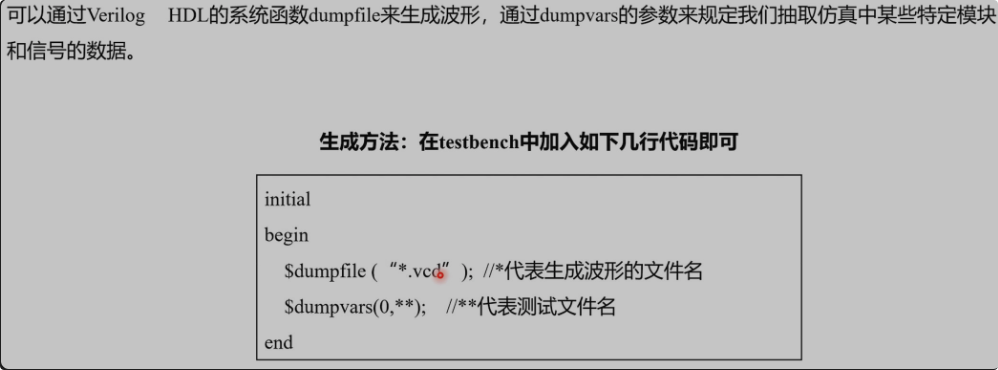 可以通过Verilog HDL的系统函数dumpfile来生成波形，通过dumpvars的参数来规定我们抽取仿真中某些特定模块
和信号的数据。
生成方法：在testbench中加入如下几行代码即可
initial
begin
$dumpfile (“*.vcd”); //*代表生成波形的文件名
$dumpvars(0,**); //**代表测试文件名
end